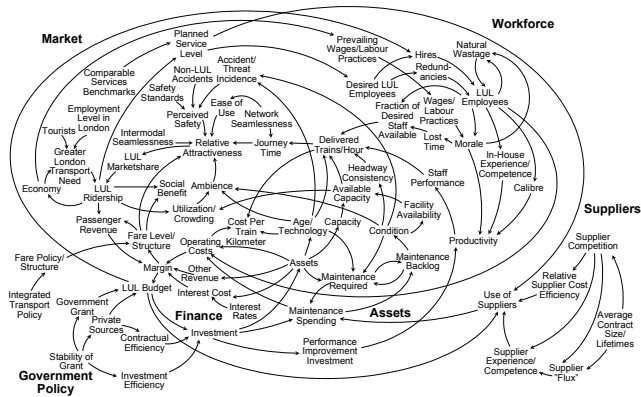 Market
Workforce
Planned
Service
Level
Prevailing
Wages/Labour
Practices
Hires
Natural
Wastage
Redund-
ancies
Accident/
Threat
Incidence
Non-LUL
Accidents
Comparable
Services
Benchmarks
Safety
Standards
Desired LUL
Employees
LUL
Employees
Wages/
Labour
Practices
Fraction of
Desired
Staff
Available
Ease of
Use
Network
Seamlessness
Perceived
Safety
Employment
Level in
London
Tourists
Intermodal
Seamlessness
Relative
Attractiveness
Journey
Time
Delivered
Trains/Hour
Lost
Time
Morale
In-House
Experience/
Competence
Greater
London
Transport
Need
LUL
Marketshare
Headway
Consistency
Staff
Performance
Calibre
Economy
LUL
Ridership
Social
Benefit
Ambience
Available
Capacity
Facility
Availability
Suppliers
Utilization/
Crowding
Passenger
Revenue
Cost Per
Train
Kilometer
Age/
Technology
Capacity
Condition
Productivity
Supplier
Competition
Fare Level/
Structure
Operating
Costs
Fare Policy/
Structure
Margin
Other
Revenue
Assets
Maintenance
Required
Maintenance
Backlog
Relative
Supplier Cost
Efficiency
Integrated
Transport
Policy
LUL Budget
Interest Cost
Interest
Rates
Government
Grant
Private
Sources
Finance
Maintenance
Spending
Assets
Use of
Suppliers
Average
Contract
Size/
Lifetimes
Contractual
Efficiency
Investment
Performance
Improvement
Investment
Stability of
Grant
Government
Policy
Investment
Efficiency
Supplier
Experience/
Competence
Supplier
"Flux"